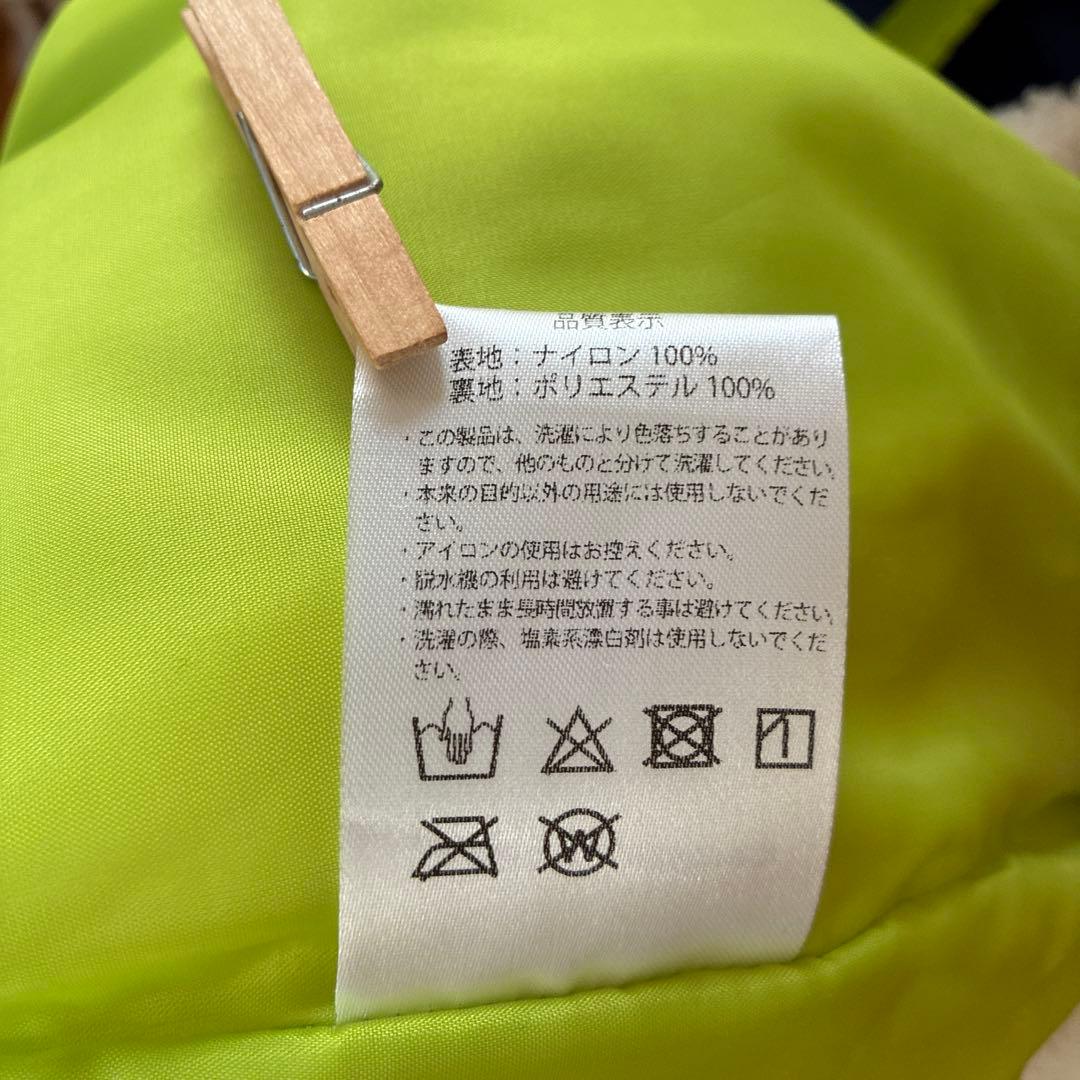 品質表示
表地：ナイロン 100%
裏地：ポリエステル 100%
・この製品は、洗濯により色落ちすることがあり
ますので、他のものと分けて洗濯してください。
・本来の目的以外の用途には使用しないでくだ
さい。
・アイロンの使用はお控えください。
・脱水機の利用は避けてください。
・濡れたまま長時間放置する事は避けてください。
・洗濯の際、塩素系漂白剤は使用しないでくだ
さい。
W